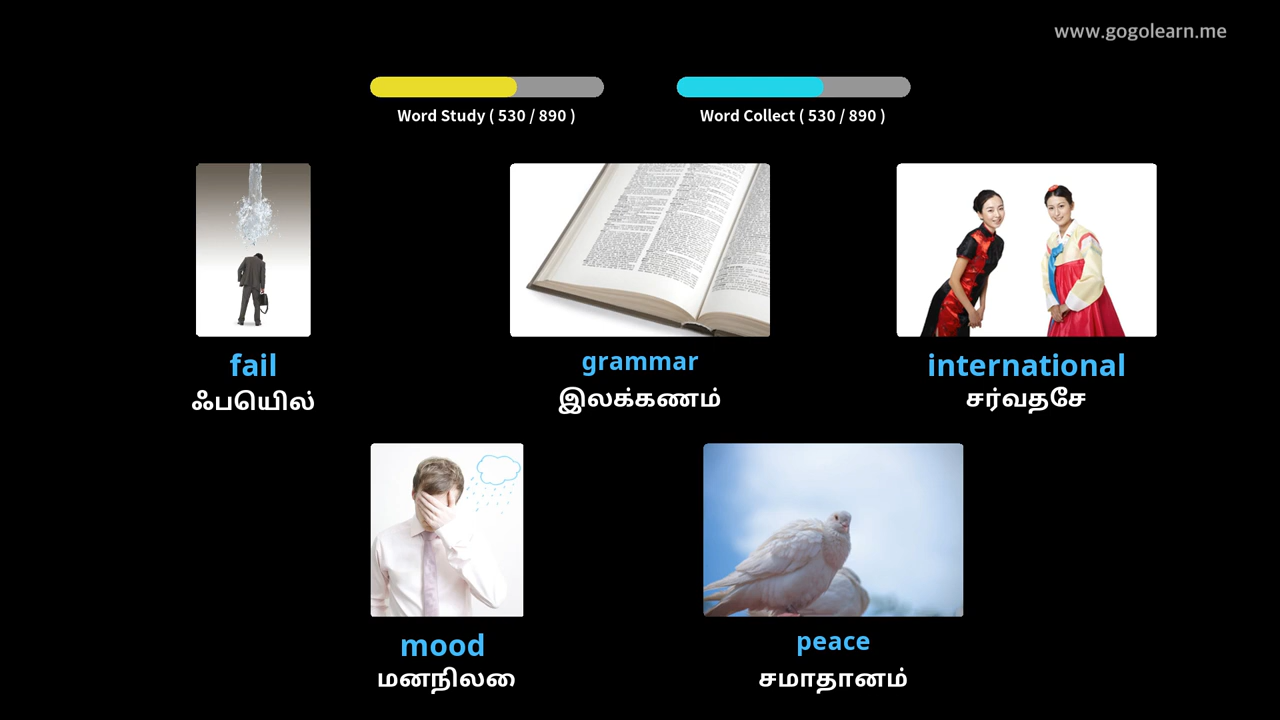 www.gogolearn.me
Word Study ( 530 / 890 )
Word Collect ( 530 / 890 )
fail
ஃபயெில்
grammar
இலக்கணம்
international
சர்வதசே
mood
மனநிலை
peace
சமாதானம்